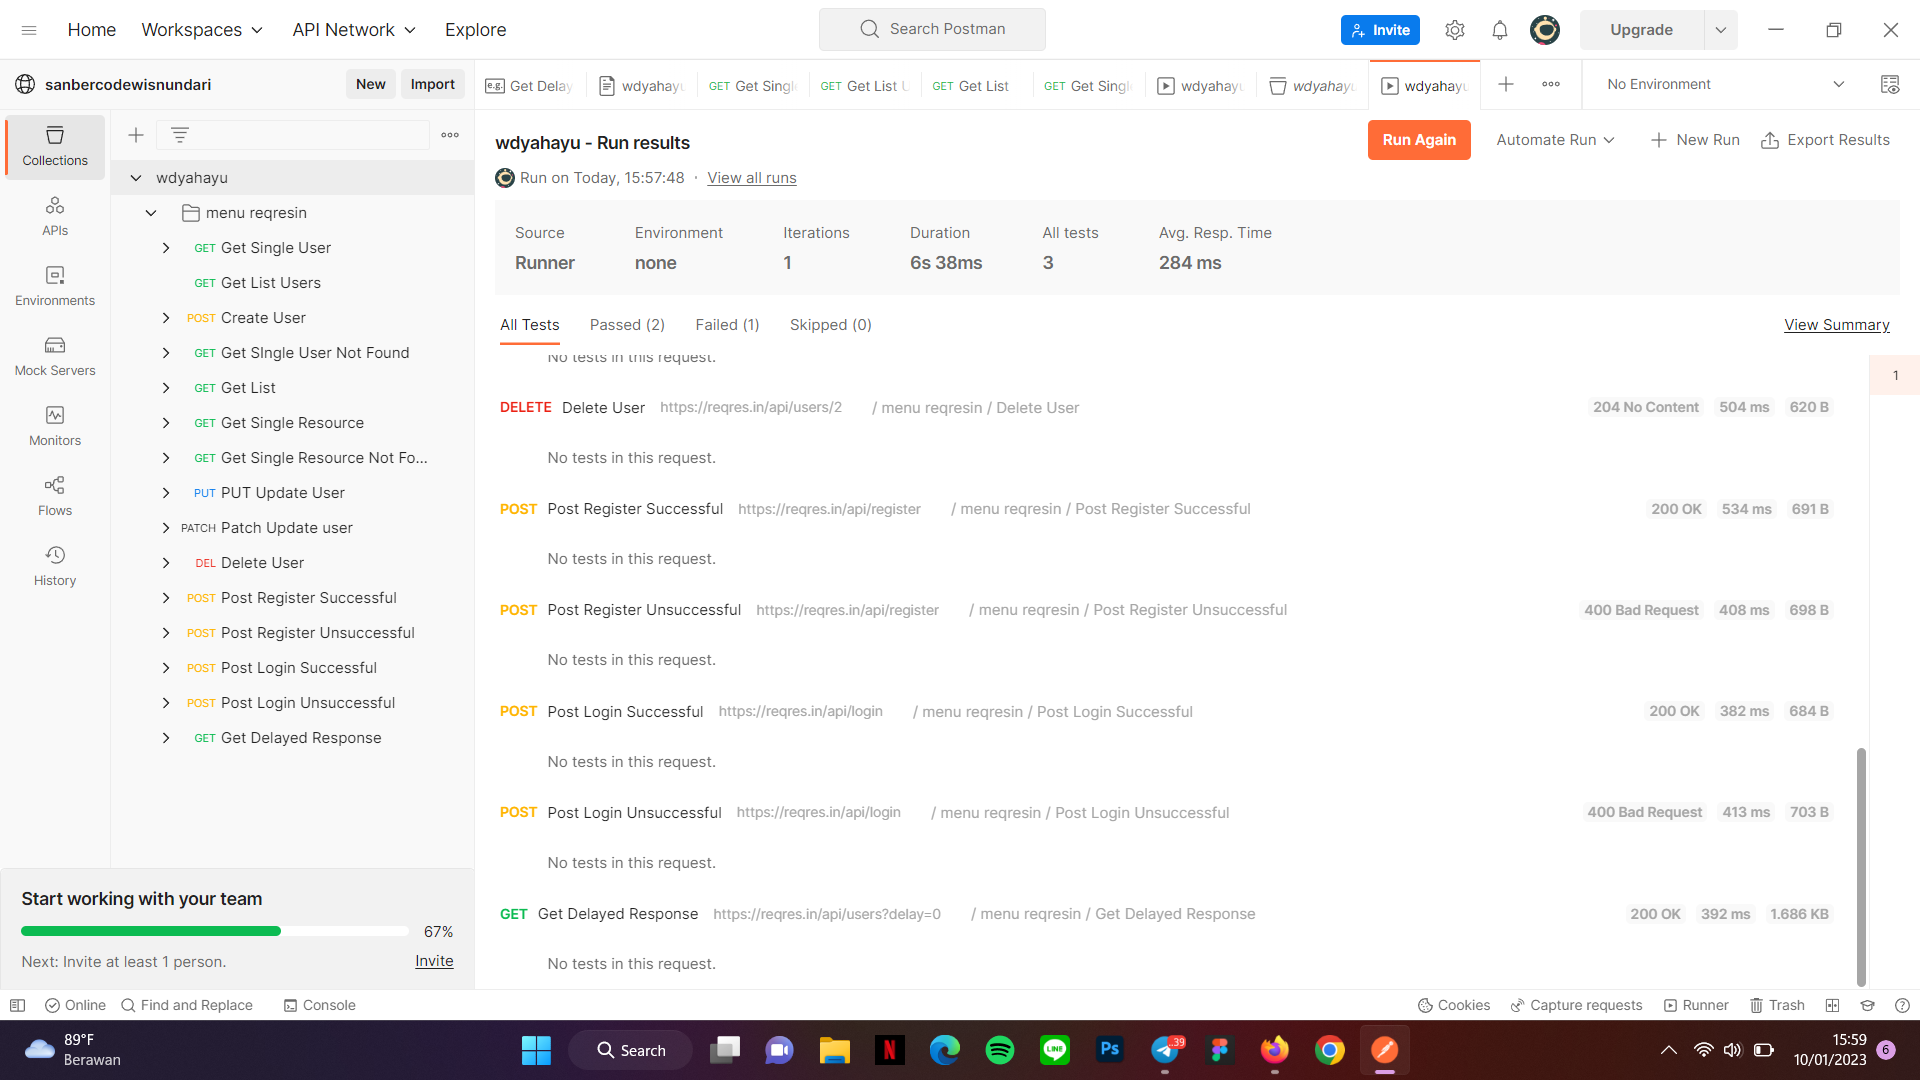 Home
Workspaces
API Network
Explore
Search Postman
Invite
Upgrade
sanbercodewisnundari
New
Import
e.g. Get Delay
wdyahayu
GET Get Singl
GET Get List U
GET Get List
GET Get Singl
wdyahayu
wdyahayu
wdyahayu
No Environment
Collections
APIs
Environments
Mock Servers
Monitors
Flows
History
wdyahayu
menu reqresin
GET Get Single User
GET Get List Users
POST Create User
GET Get SIngle User Not Found
GET Get List
GET Get Single Resource
GET Get Single Resource Not Fo...
PUT PUT Update User
PATCH Patch Update user
DEL Delete User
POST Post Register Successful
POST Post Register Unsuccessful
POST Post Login Successful
POST Post Login Unsuccessful
GET Get Delayed Response
Start working with your team
67%
Next: Invite at least 1 person.
Invite
wdyahayu - Run results
Run Again
Automate Run
New Run
Export Results
Run on Today, 15:57:48 · View all runs
Source
Environment
Iterations
Duration
All tests
Avg. Resp. Time
Runner
none
1
6s 38ms
3
284 ms
All Tests
Passed (2)
Failed (1)
Skipped (0)
View Summary
No tests in this request.
1
DELETE Delete User https://reqres.in/api/users/2 / menu reqresin / Delete User 204 No Content 504 ms 620 B
No tests in this request.
POST Post Register Successful https://reqres.in/api/register / menu reqresin / Post Register Successful 200 OK 534 ms 691 B
No tests in this request.
POST Post Register Unsuccessful https://reqres.in/api/register / menu reqresin / Post Register Unsuccessful 400 Bad Request 408 ms 698 B
No tests in this request.
POST Post Login Successful https://reqres.in/api/login / menu reqresin / Post Login Successful 200 OK 382 ms 684 B
No tests in this request.
POST Post Login Unsuccessful https://reqres.in/api/login / menu reqresin / Post Login Unsuccessful 400 Bad Request 413 ms 703 B
No tests in this request.
GET Get Delayed Response https://reqres.in/api/users?delay=0 / menu reqresin / Get Delayed Response 200 OK 392 ms 1.686 KB
No tests in this request.
Online
Find and Replace
Console
Cookies
Capture requests
Runner
Trash
89°F
Berawan
Search
N
LINE
Ps
39
15:59
10/01/2023
6